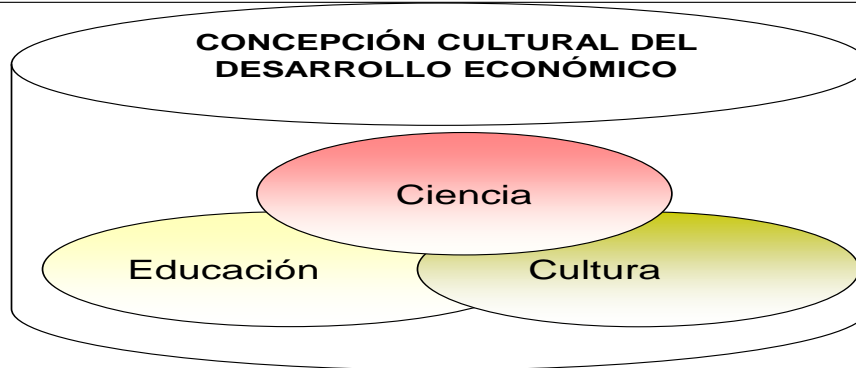 CONCEPCIÓN CULTURAL DEL
DESARROLLO ECONÓMICO
Ciencia
Educación
Cultura